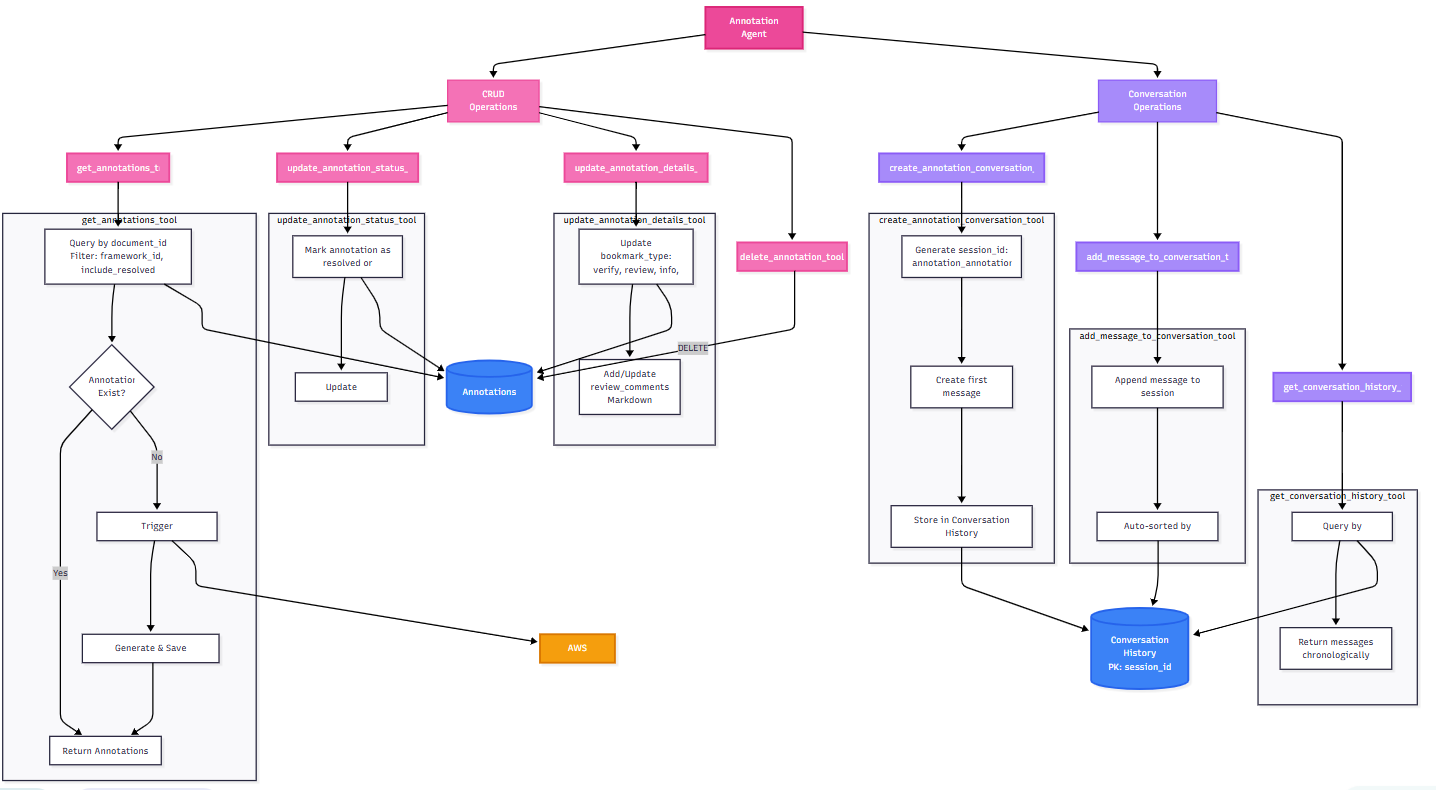 Annotation
Agent
CRUD
Operations
Conversation
Operations
get_annotations_t
update_annotation_status_
update_annotation_details_
create_annotation_conversation_
get_annotations_tool
update_annotation_status_tool
update_annotation_details_tool
create_annotation_conversation_tool
Query by document_id
Filter: framework_id,
include_resolved
Mark annotation as
resolved or
Update
bookmark_type:
verify, review, info,
delete_annotation_tool
Generate session_id:
annotation_annotation
add_message_to_conversation_t
add_message_to_conversation_tool
DELETE
Annotation
Exist?
Update
Annotations
Add/Update
review_comments
Markdown
Create first
message
Append message to
session
get_conversation_history_
No
get_conversation_history_tool
Trigger
Store in Conversation
History
Auto-sorted by
Query by
Yes
Generate & Save
AWS
Conversation
History
PK: session_id
Return messages
chronologically
Return Annotations